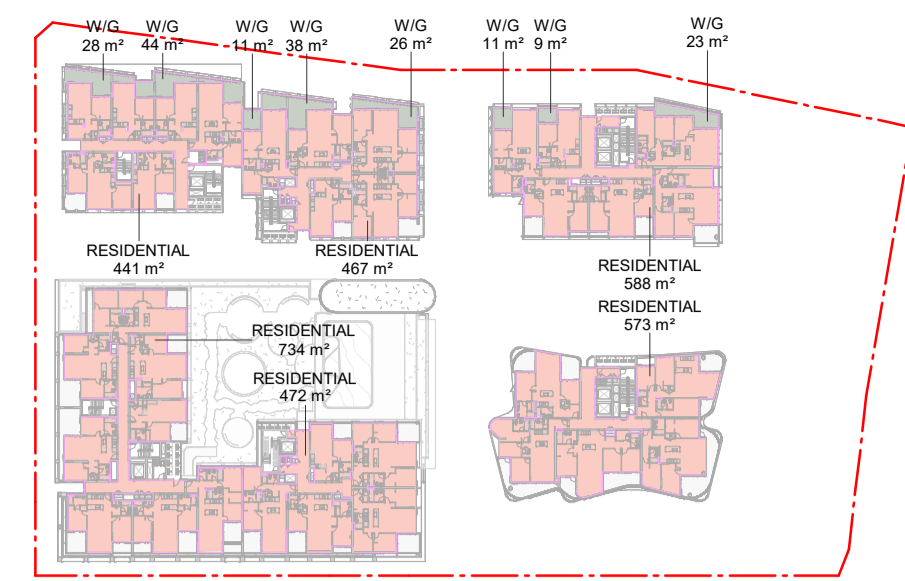 W/G
28 m²
W/G
44 m²
W/G
11 m²
W/G
38 m²
W/G
26 m²
W/G
11 m²
W/G
9 m²
W/G
23 m²
RESIDENTIAL
441 m²
RESIDENTIAL
467 m²
RESIDENTIAL
588 m²
RESIDENTIAL
573 m²
RESIDENTIAL
734 m²
RESIDENTIAL
472 m²